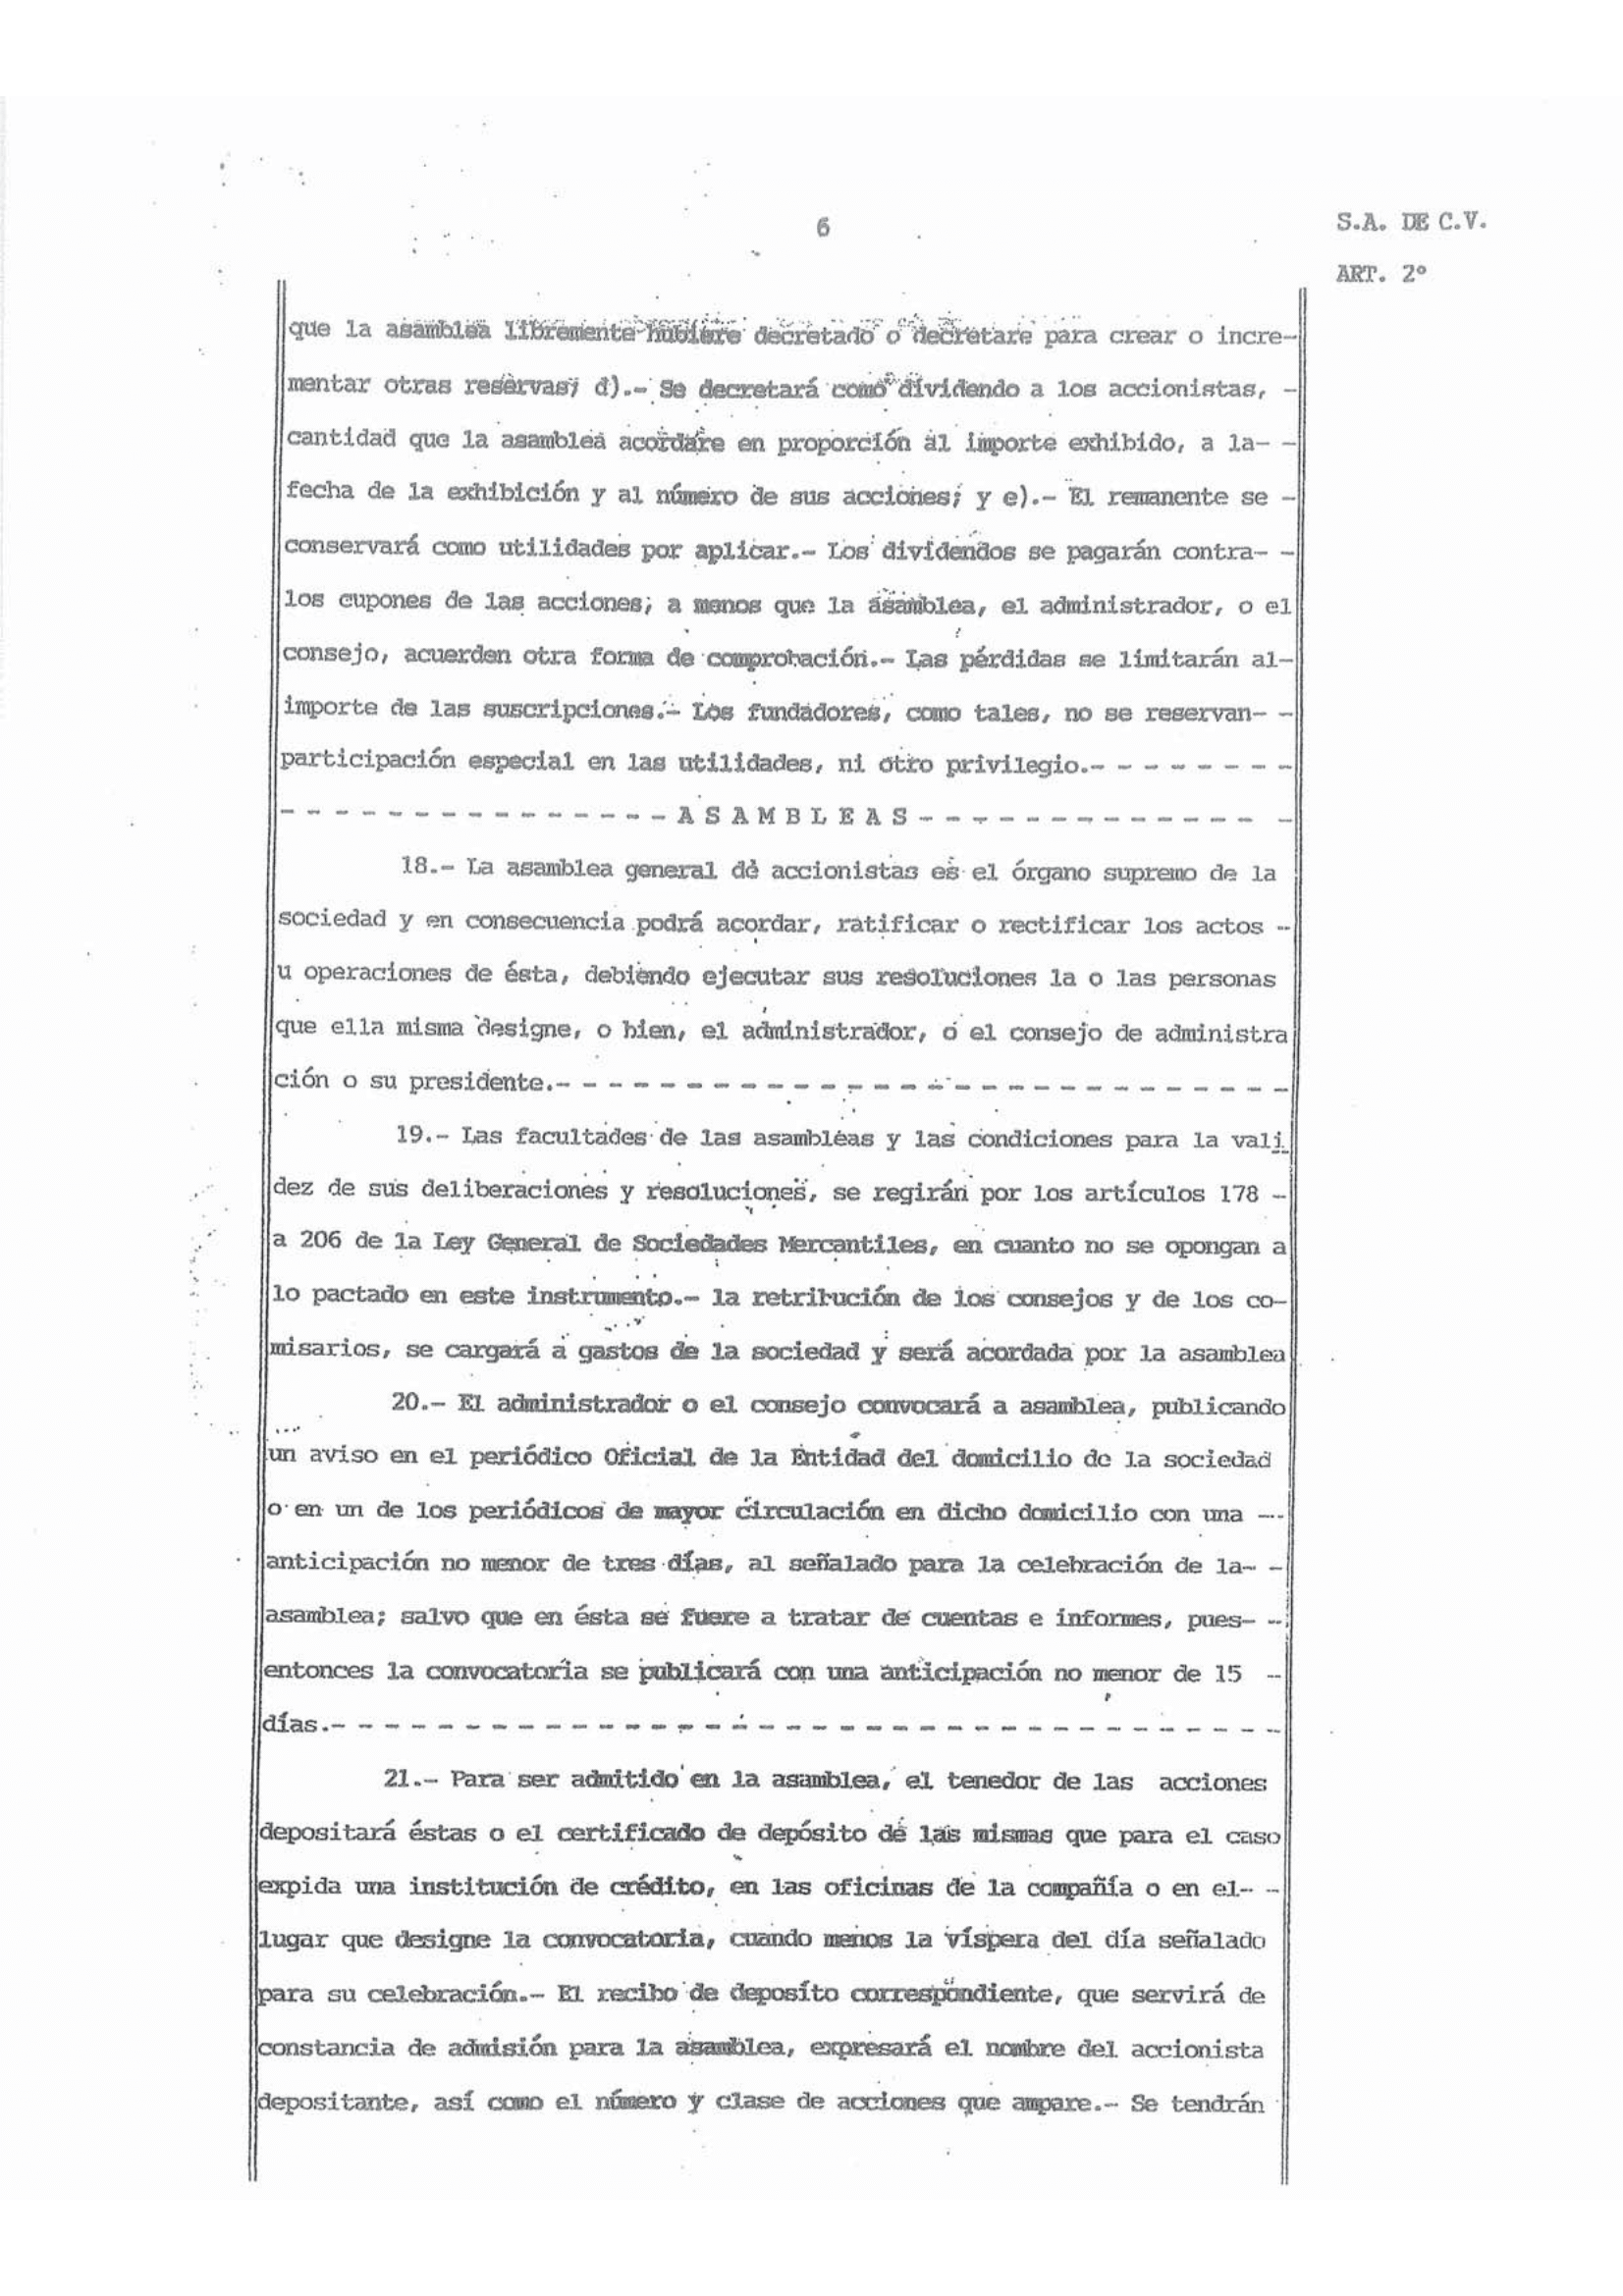 6
S.A. DE C.V.
ART. 2º
que la asamblea libremente hubiere decretado o decretare para crear o incre-
mentar otras reservas; d).- Se decretará como dividendo a los accionistas, -
cantidad que la asamblea acordare en proporción al importe exhibido, a la- -
fecha de la exhibición y al número de sus acciones; y e).- El remanente se -
conservará como utilidades por aplicar.- Los dividendos se pagarán contra- -
los cupones de las acciones; a menos que la asamblea, el administrador, o el
consejo, acuerden otra forma de comprobación.- Las pérdidas se limitarán al-
importe de las suscripciones.- Los fundadores, como tales, no se reservan- -
participación especial en las utilidades, ni otro privilegio.- - - - - - - -
- - - - - - - - - - - - - - - A S A M B L E A S - - - - - - - - - - - - - -
18.- La asamblea general de accionistas es el órgano supremo de la
sociedad y en consecuencia podrá acordar, ratificar o rectificar los actos -
u operaciones de ésta, debiendo ejecutar sus resoluciones la o las personas
que ella misma designe, o bien, el administrador, o el consejo de administra
ción o su presidente.- - - - - - - - - - - - - - - - - - - - - - - - - - - -
19.- Las facultades de las asambleas y las condiciones para la vali
dez de sus deliberaciones y resoluciones, se regirán por los artículos 178 -
a 206 de la Ley General de Sociedades Mercantiles, en cuanto no se opongan a
lo pactado en este instrumento.- la retribución de los consejos y de los co-
misarios, se cargará a gastos de la sociedad y será acordada por la asamblea
20.- El administrador o el consejo convocará a asamblea, publicando
un aviso en el periódico Oficial de la Entidad del domicilio de la sociedad
o en un de los periódicos de mayor circulación en dicho domicilio con una --
anticipación no menor de tres días, al señalado para la celebración de la- -
asamblea; salvo que en ésta se fuere a tratar de cuentas e informes, pues- -
entonces la convocatoria se publicará con una anticipación no menor de 15 -
días.- - - - - - - - - - - - - - - - - - - - - - - - - - - - - - - - - - - -
21.- Para ser admitido en la asamblea, el tenedor de las acciones
depositará éstas o el certificado de depósito de las mismas que para el caso
expida una institución de crédito, en las oficinas de la compañía o en el- -
lugar que designe la convocatoria, cuando menos la víspera del día señalado
para su celebración.- El recibo de deposíto correspondiente, que servirá de
constancia de admisión para la asamblea, expresará el nombre del accionista
depositante, así como el número y clase de acciones que ampare.- Se tendrán